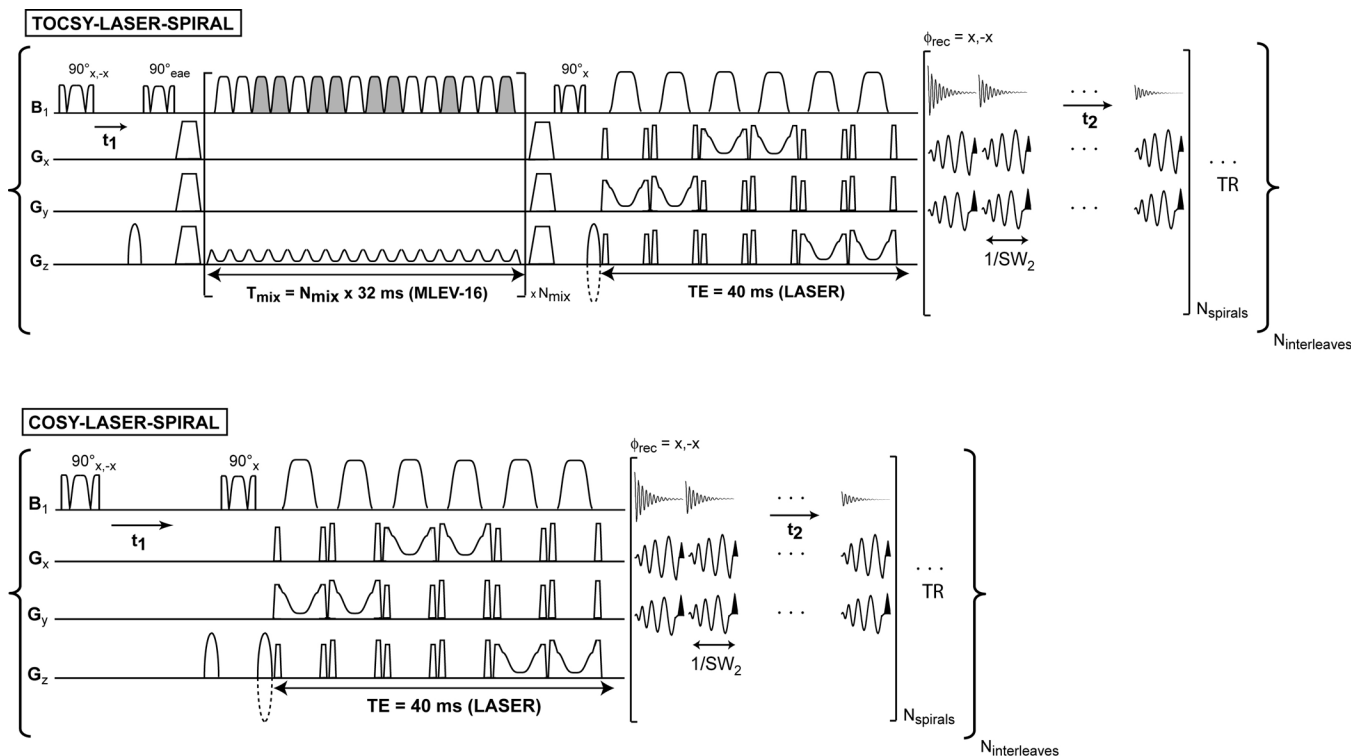 TOCSY-LASER-SPIRAL
ϕrec = x,-x
90°x,-x
90°eae
90°x
B1
t1
t2
Gx
. . .
. . .
. . .
TR
Gy
. . .
1/SW2
Gz
Tmix = Nmix x 32 ms (MLEV-16)
x Nmix
TE = 40 ms (LASER)
Nspirals
Ninterleaves
COSY-LASER-SPIRAL
ϕrec = x,-x
90°x,-x
90°x
B1
t1
t2
Gx
. . .
. . .
. . .
TR
Gy
. . .
1/SW2
Gz
TE = 40 ms (LASER)
Nspirals
Ninterleaves